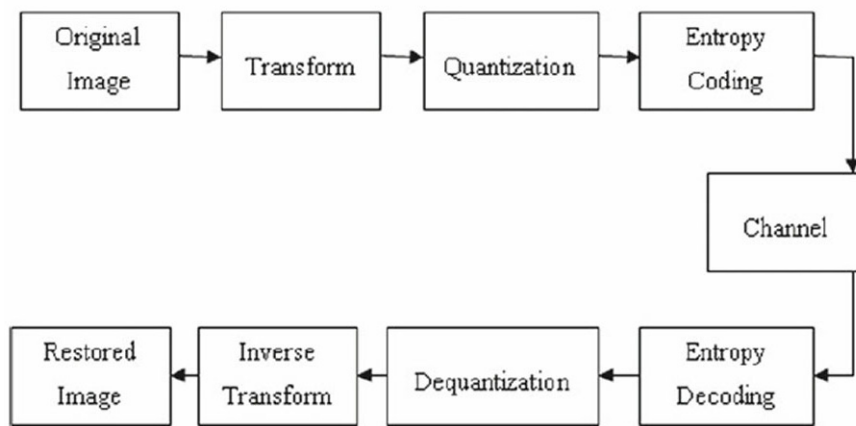 Original
Image
Transform
Quantization
Entropy
Coding
Channel
Restored
Image
Inverse
Transform
Dequantization
Entropy
Decoding